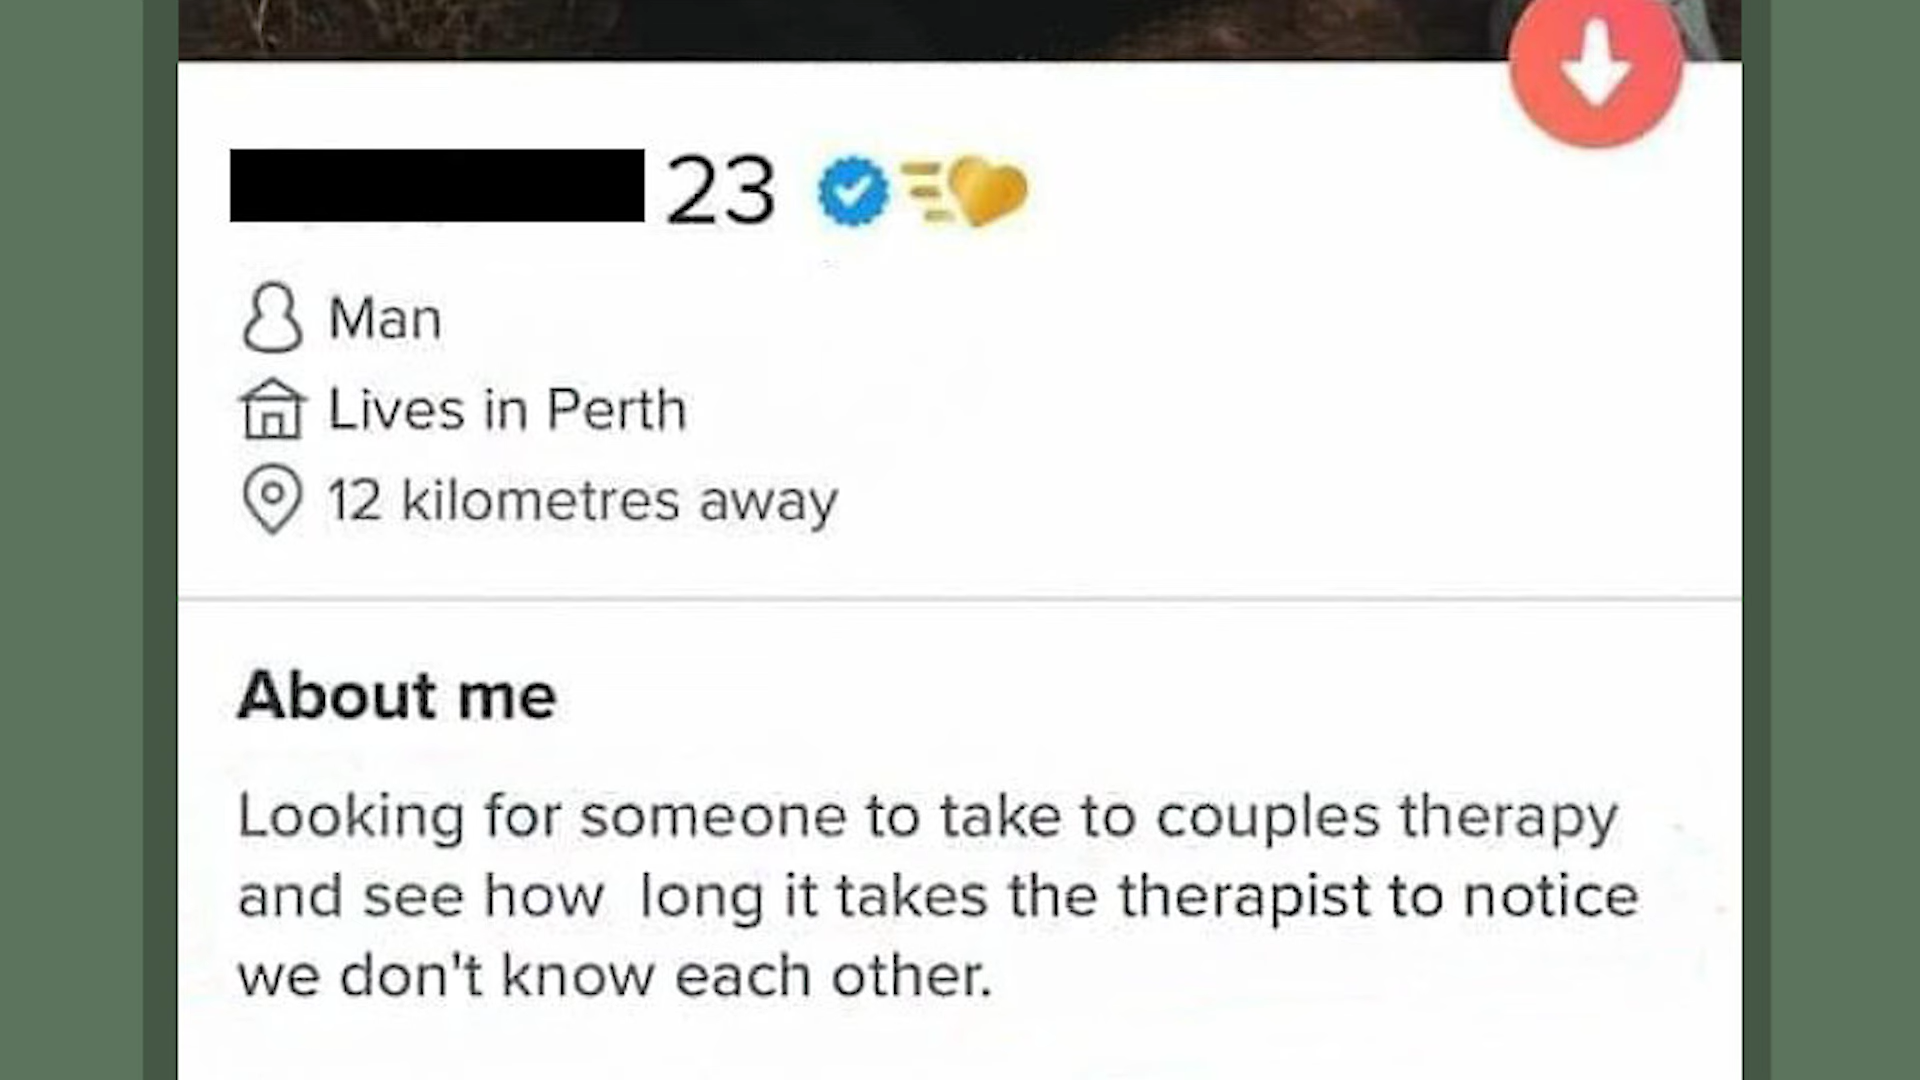 23
Man
Lives in Perth
12 kilometres away
About me
Looking for someone to take to couples therapy
and see how  long it takes the therapist to notice
we don't know each other.